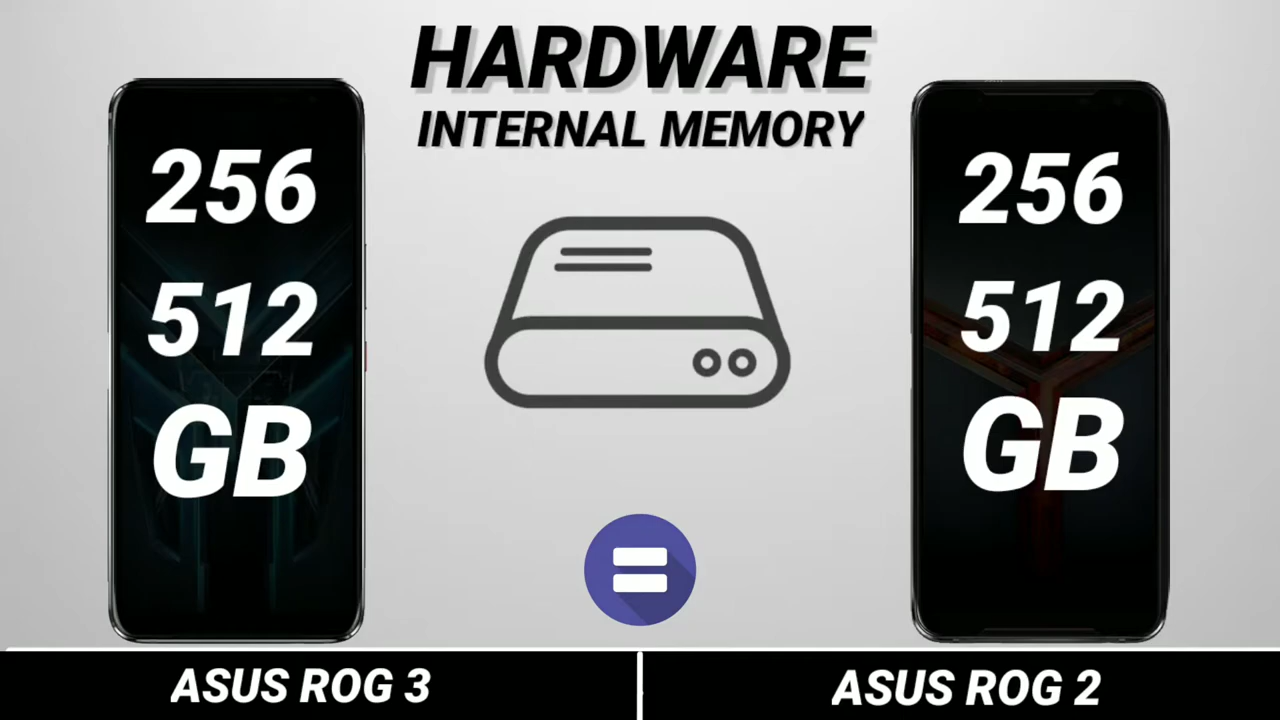 HARDWARE
INTERNAL MEMORY
256
512
GB
256
512
GB
ASUS ROG 3
ASUS ROG 2